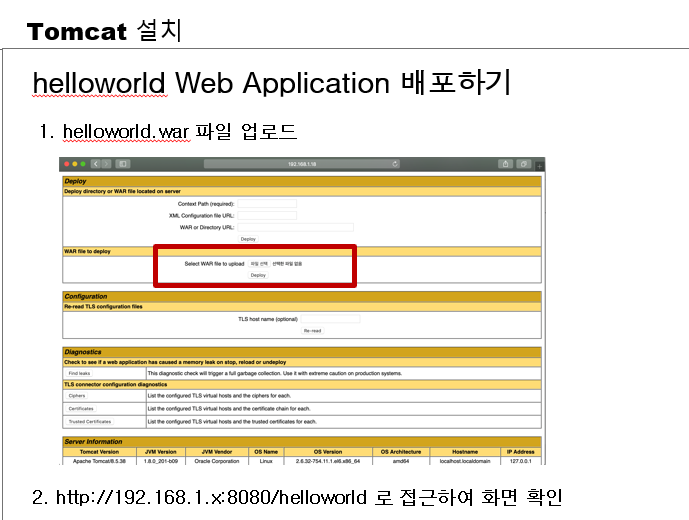 Tomcat 설치
helloworld Web Application 배포하기
1. helloworld.war 파일 업로드
192.168.1.18
Deploy
Deploy directory or WAR file located on server
Context Path (required):
XML Configuration file URL:
WAR or Directory URL:
Deploy
WAR file to deploy
Select WAR file to upload 파일 선택 선택한 파일 없음
Deploy
Configuration
Re-read TLS configuration files
TLS host name (optional)
Re-read
Diagnostics
Check to see if a web application has caused a memory leak on stop, reload or undeploy
Find leaks This diagnostic check will trigger a full garbage collection. Use it with extreme caution on production systems.
TLS connector configuration diagnostics
Ciphers List the configured TLS virtual hosts and the ciphers for each.
Certificates List the configured TLS virtual hosts and the certificate chain for each.
Trusted Certificates List the configured TLS virtual hosts and the trusted certificates for each.
Server Information
Tomcat Version JVM Version JVM Vendor OS Name OS Version OS Architecture Hostname IP Address
Apache Tomcat/8.5.38 1.8.0_201-b09 Oracle Corporation Linux 2.6.32-754.11.1.el6.x86_64 amd64 localhost.localdomain 127.0.0.1
2. http://192.168.1.x:8080/helloworld 로 접근하여 화면 확인